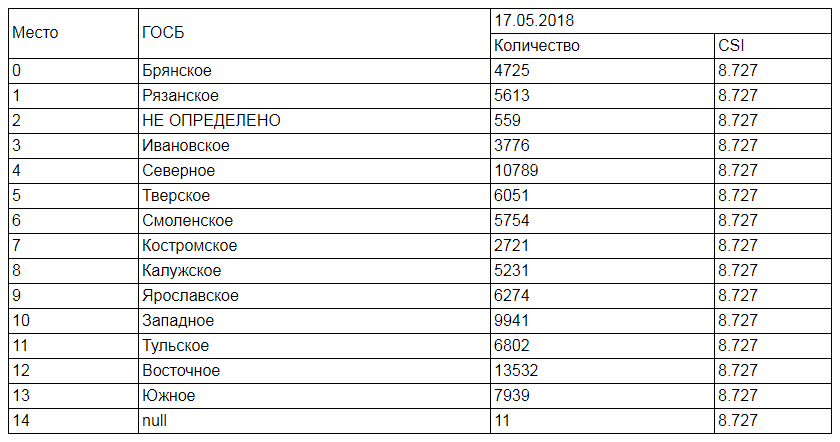 Место ГОСБ 17.05.2018
Количество CSI
0 Брянское 4725 8.727
1 Рязанское 5613 8.727
2 НЕ ОПРЕДЕЛЕНО 559 8.727
3 Ивановское 3776 8.727
4 Северное 10789 8.727
5 Тверское 6051 8.727
6 Смоленское 5754 8.727
7 Костромское 2721 8.727
8 Калужское 5231 8.727
9 Ярославское 6274 8.727
10 Западное 9941 8.727
11 Тульское 6802 8.727
12 Восточное 13532 8.727
13 Южное 7939 8.727
14 null 11 8.727